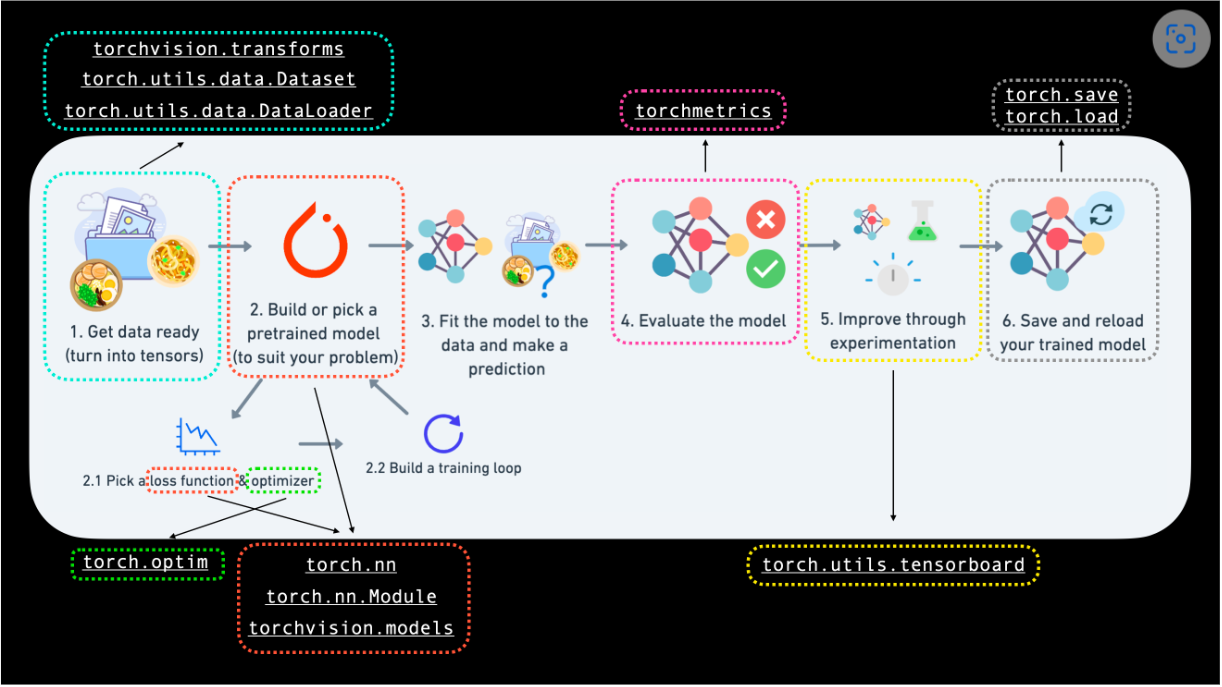 torchvision.transforms
torch.utils.data.Dataset
torch.utils.data.DataLoader
torchmetrics
torch.save
torch.load
1. Get data ready
(turn into tensors)
2. Build or pick a
pretrained model
(to suit your problem)
3. Fit the model to the
data and make a
prediction
4. Evaluate the model
5. Improve through
experimentation
6. Save and reload
your trained model
2.1 Pick a loss function & optimizer
2.2 Build a training loop
torch.optim
torch.nn
torch.nn.Module
torchvision.models
torch.utils.tensorboard